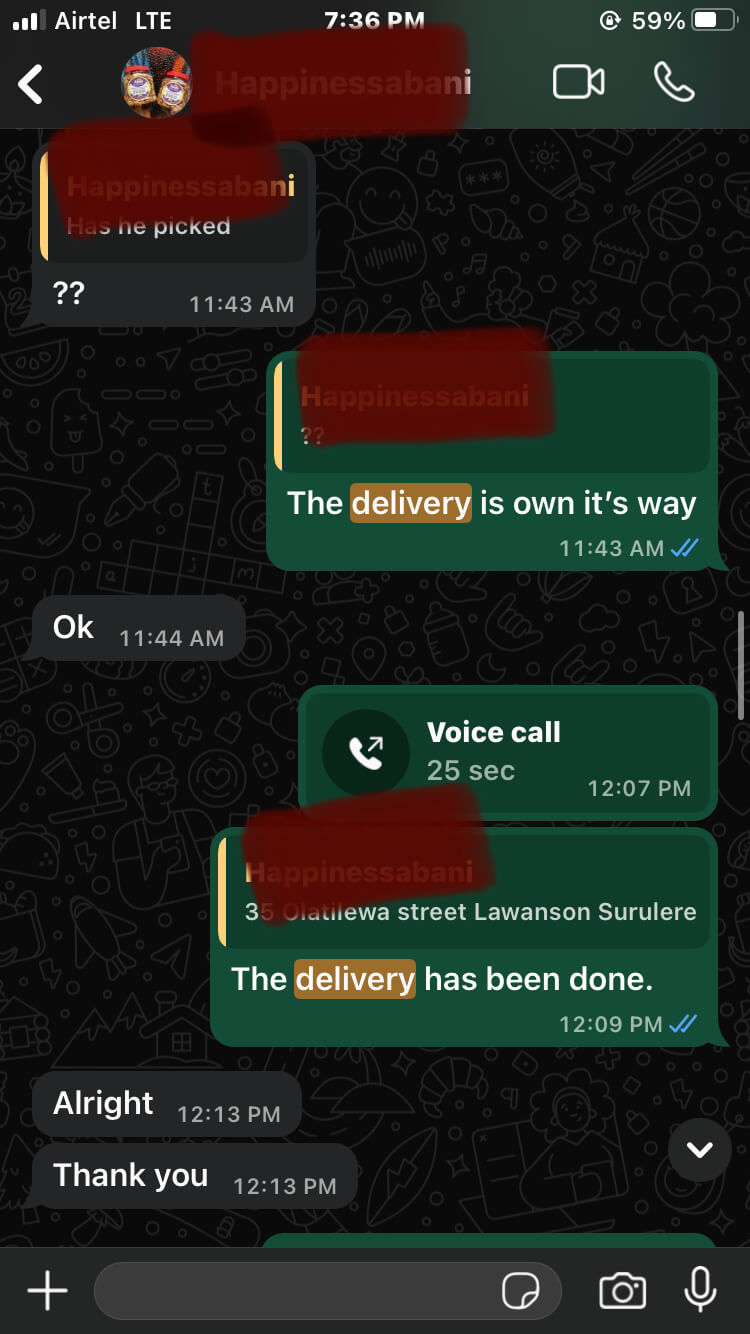 Airtel LTE 7:36 PM 59%
Happinessabani
Happinessabani
Has he picked
??
11:43 AM
Happinessabani
??
The delivery is own it’s way
11:43 AM
Ok
11:44 AM
Voice call
25 sec
12:07 PM
Happinessabani
35 Olatilewa street Lawanson Surulere
The delivery has been done.
12:09 PM
Alright
12:13 PM
Thank you
12:13 PM